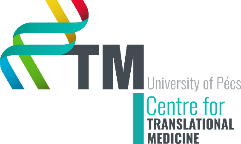 TM
University of Pécs
Centre for
TRANSLATIONAL
MEDICINE